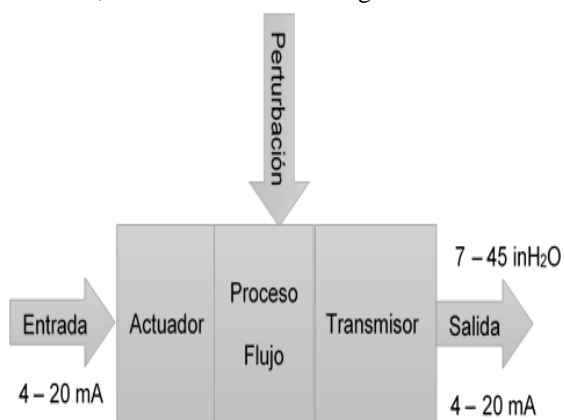 Perturbación
7 – 45 inH₂O
Entrada
Actuador
Proceso
Flujo
Transmisor
Salida
4 – 20 mA
4 – 20 mA